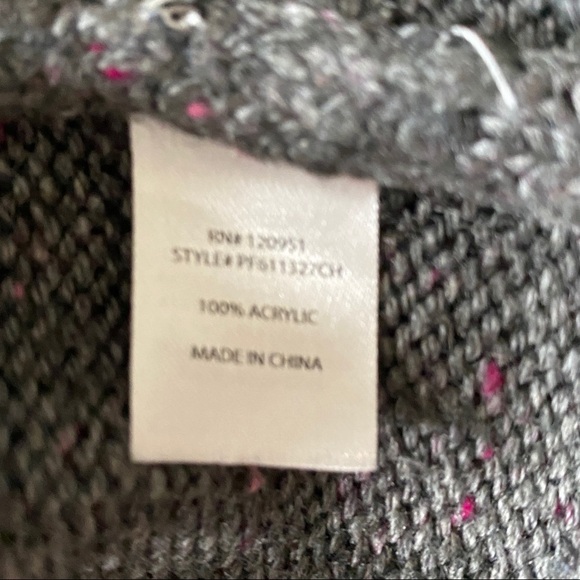 RN# 120951
STYLE# PF611327CH
100% ACRYLIC
MADE IN CHINA